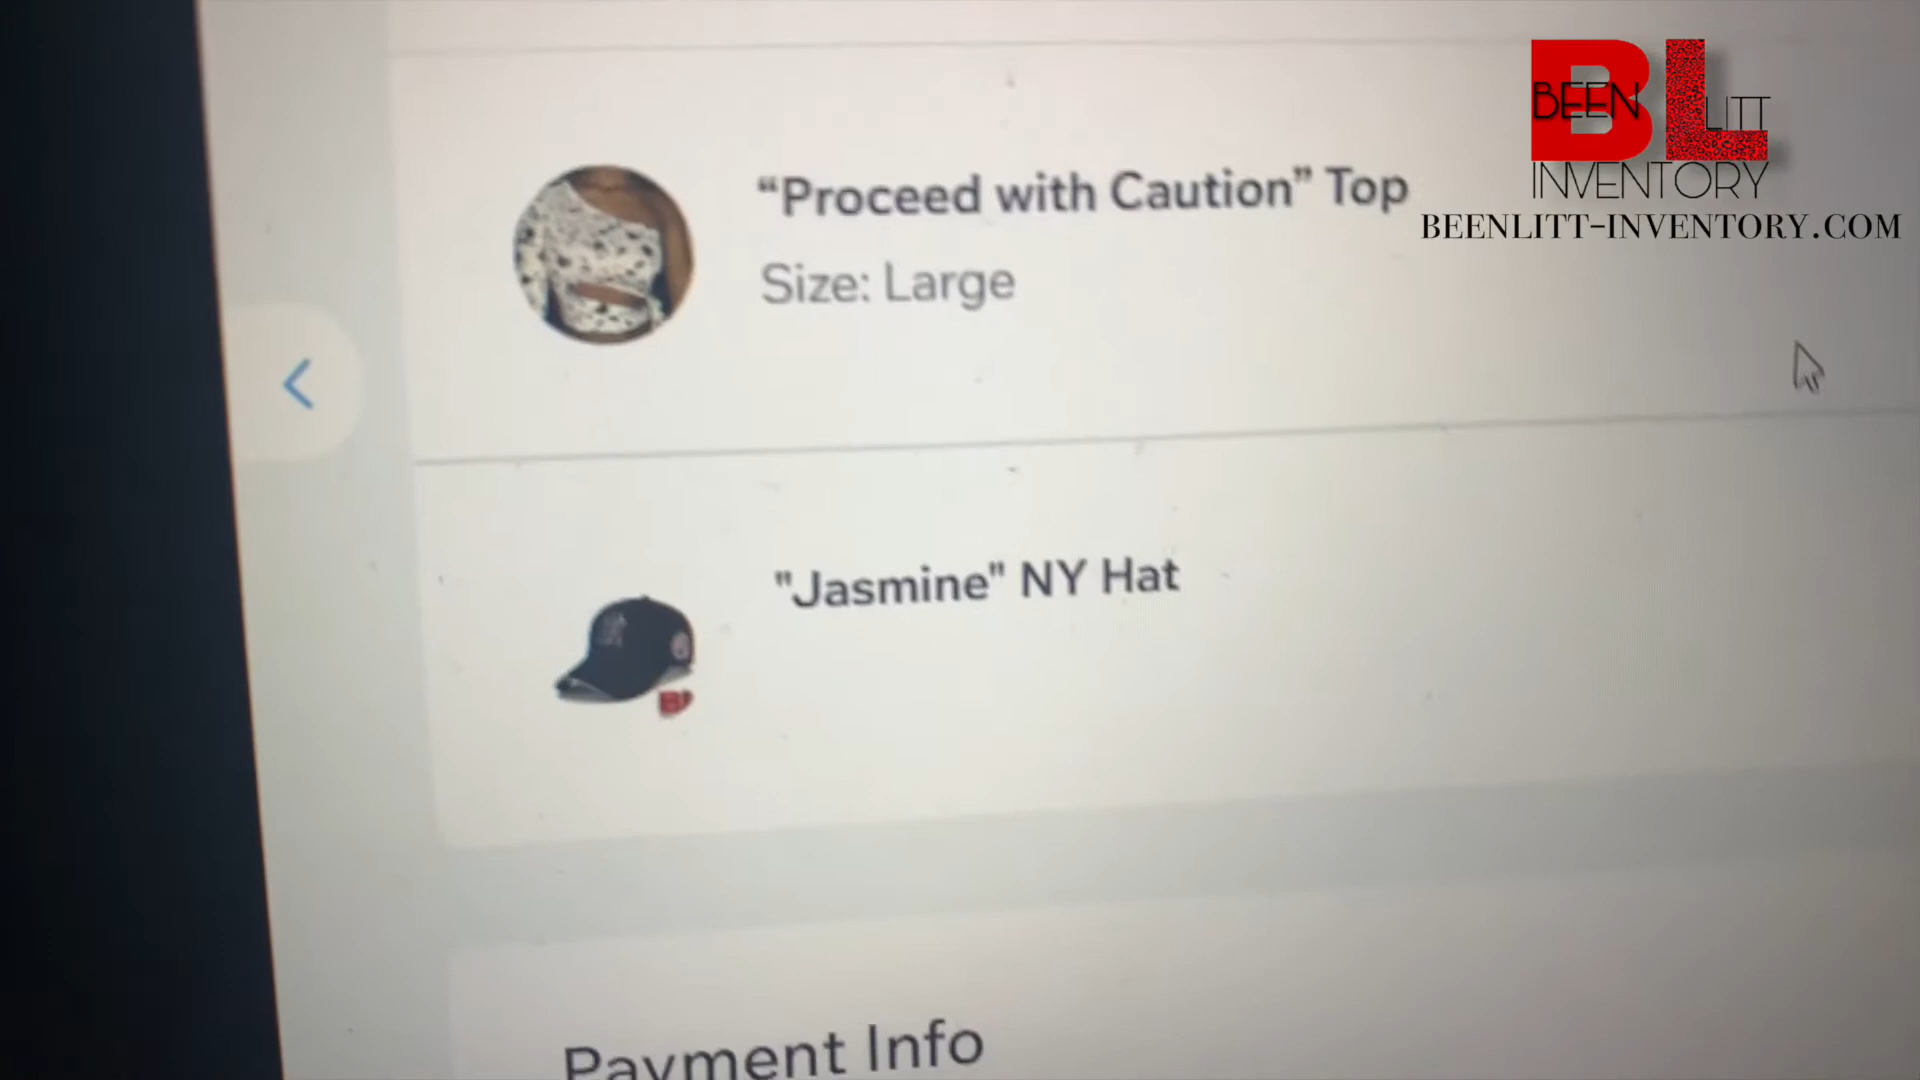 BEEN LITT
INVENTORY
BEENLITT-INVENTORY.COM
“Proceed with Caution” Top
Size: Large
"Jasmine" NY Hat
Payment Info